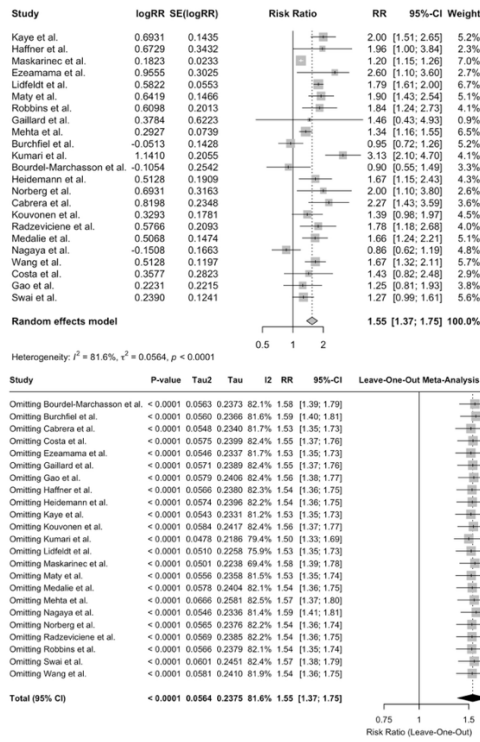 Study logRR SE(logRR) Risk Ratio RR 95%-CI Weight
Kaye et al. 0.6931 0.1435 2.00 [1.51; 2.65] 5.2%
Haffner et al. 0.6729 0.3432 1.96 [1.00; 3.84] 2.3%
Maskarinec et al. 0.1823 0.0233 1.20 [1.15; 1.26] 7.0%
Ezeamama et al. 0.9555 0.3025 2.60 [1.10; 3.60] 2.7%
Lidfeldt et al. 0.5822 0.0553 1.79 [1.61; 2.00] 6.7%
Maty et al. 0.6419 0.1466 1.90 [1.43; 2.54] 5.1%
Robbins et al. 0.6098 0.2013 1.84 [1.24; 2.73] 4.1%
Gaillard et al. 0.3784 0.6223 1.46 [0.43; 4.93] 0.9%
Mehta et al. 0.2927 0.0739 1.34 [1.16; 1.55] 6.5%
Burchfiel et al. -0.0513 0.1428 0.95 [0.72; 1.26] 5.2%
Kumari et al. 1.1410 0.2055 3.13 [2.10; 4.70] 4.1%
Bourdel-Marchasson et al. -0.1054 0.2542 0.90 [0.55; 1.49] 3.3%
Heidemann et al. 0.5128 0.1909 1.67 [1.15; 2.43] 4.3%
Norberg et al. 0.6931 0.3163 2.00 [1.10; 3.80] 2.5%
Cabrera et al. 0.8198 0.2348 2.27 [1.43; 3.59] 3.6%
Kouvonen et al. 0.3293 0.1781 1.39 [0.98; 1.97] 4.5%
Radzeviciene et al. 0.5766 0.2093 1.78 [1.18; 2.68] 4.0%
Medalie et al. 0.5068 0.1474 1.66 [1.24; 2.21] 5.1%
Nagaya et al. -0.1508 0.1663 0.86 [0.62; 1.19] 4.7%
Wang et al. 0.5128 0.1197 1.67 [1.32; 2.11] 5.7%
Costa et al. 0.3577 0.2823 1.43 [0.82; 2.48] 2.9%
Gao et al. 0.2231 0.2215 1.25 [0.81; 1.93] 3.8%
Swai et al. 0.2390 0.1241 1.27 [0.99; 1.61] 5.6%
Random effects model 1.55 [1.37; 1.75] 100.0%
0.5 1 2
Heterogeneity: I² = 81.6%, τ² = 0.0564, p < 0.0001
Study P-value Tau2 Tau I2 RR 95%-CI Leave-One-Out Meta-Analysis
Omitting Bourdel-Marchasson et al. < 0.0001 0.0563 0.2373 82.1% 1.58 [1.39; 1.79]
Omitting Burchfiel et al. < 0.0001 0.0560 0.2366 81.6% 1.59 [1.40; 1.81]
Omitting Cabrera et al. < 0.0001 0.0548 0.2340 81.8% 1.53 [1.35; 1.73]
Omitting Costa et al. < 0.0001 0.0575 0.2399 82.4% 1.55 [1.37; 1.76]
Omitting Ezeamama et al. < 0.0001 0.0546 0.2337 81.9% 1.53 [1.35; 1.73]
Omitting Gaillard et al. < 0.0001 0.0571 0.2389 82.4% 1.55 [1.37; 1.76]
Omitting Gao et al. < 0.0001 0.0579 0.2406 82.4% 1.56 [1.38; 1.77]
Omitting Haffner et al. < 0.0001 0.0566 0.2380 82.3% 1.54 [1.36; 1.75]
Omitting Heidemann et al. < 0.0001 0.0574 0.2396 82.3% 1.54 [1.36; 1.75]
Omitting Kaye et al. < 0.0001 0.0543 0.2331 81.2% 1.53 [1.35; 1.73]
Omitting Kouvonen et al. < 0.0001 0.0584 0.2417 82.4% 1.56 [1.37; 1.77]
Omitting Kumari et al. < 0.0001 0.0478 0.2186 79.4% 1.50 [1.33; 1.69]
Omitting Lidfeldt et al. < 0.0001 0.0510 0.2258 75.9% 1.53 [1.35; 1.73]
Omitting Maskarinec et al. < 0.0001 0.0501 0.2238 69.4% 1.58 [1.39; 1.78]
Omitting Maty et al. < 0.0001 0.0556 0.2358 81.5% 1.53 [1.35; 1.74]
Omitting Medalie et al. < 0.0001 0.0578 0.2404 82.1% 1.54 [1.36; 1.75]
Omitting Mehta et al. < 0.0001 0.0666 0.2581 82.5% 1.57 [1.37; 1.80]
Omitting Nagaya et al. < 0.0001 0.0546 0.2336 81.4% 1.59 [1.41; 1.81]
Omitting Norberg et al. < 0.0001 0.0565 0.2376 82.2% 1.54 [1.36; 1.74]
Omitting Radzeviciene et al. < 0.0001 0.0569 0.2385 82.2% 1.54 [1.36; 1.75]
Omitting Robbins et al. < 0.0001 0.0566 0.2379 82.1% 1.54 [1.36; 1.74]
Omitting Swai et al. < 0.0001 0.0601 0.2451 82.4% 1.57 [1.38; 1.79]
Omitting Wang et al. < 0.0001 0.0581 0.2410 81.9% 1.54 [1.36; 1.75]
Total (95% CI) < 0.0001 0.0564 0.2375 81.6% 1.55 [1.37; 1.75]
0.75 1 1.5
Risk Ratio (Leave-One-Out)